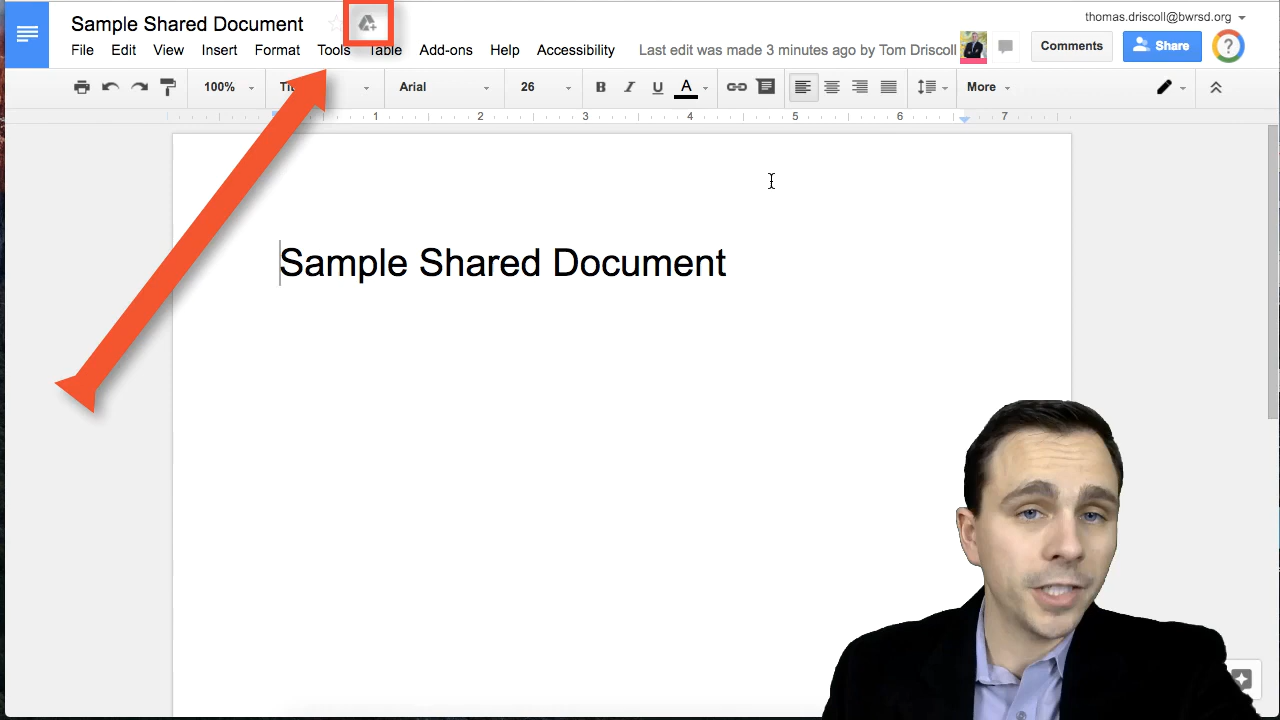 Sample Shared Document
thomas.driscoll@bwrsd.org
File Edit View Insert Format Tools Table Add-ons Help Accessibility Last edit was made 3 minutes ago by Tom Driscoll Comments Share ?
100% Arial 26 B I U A More
1 2 3 4 5 6 7
Sample Shared Document